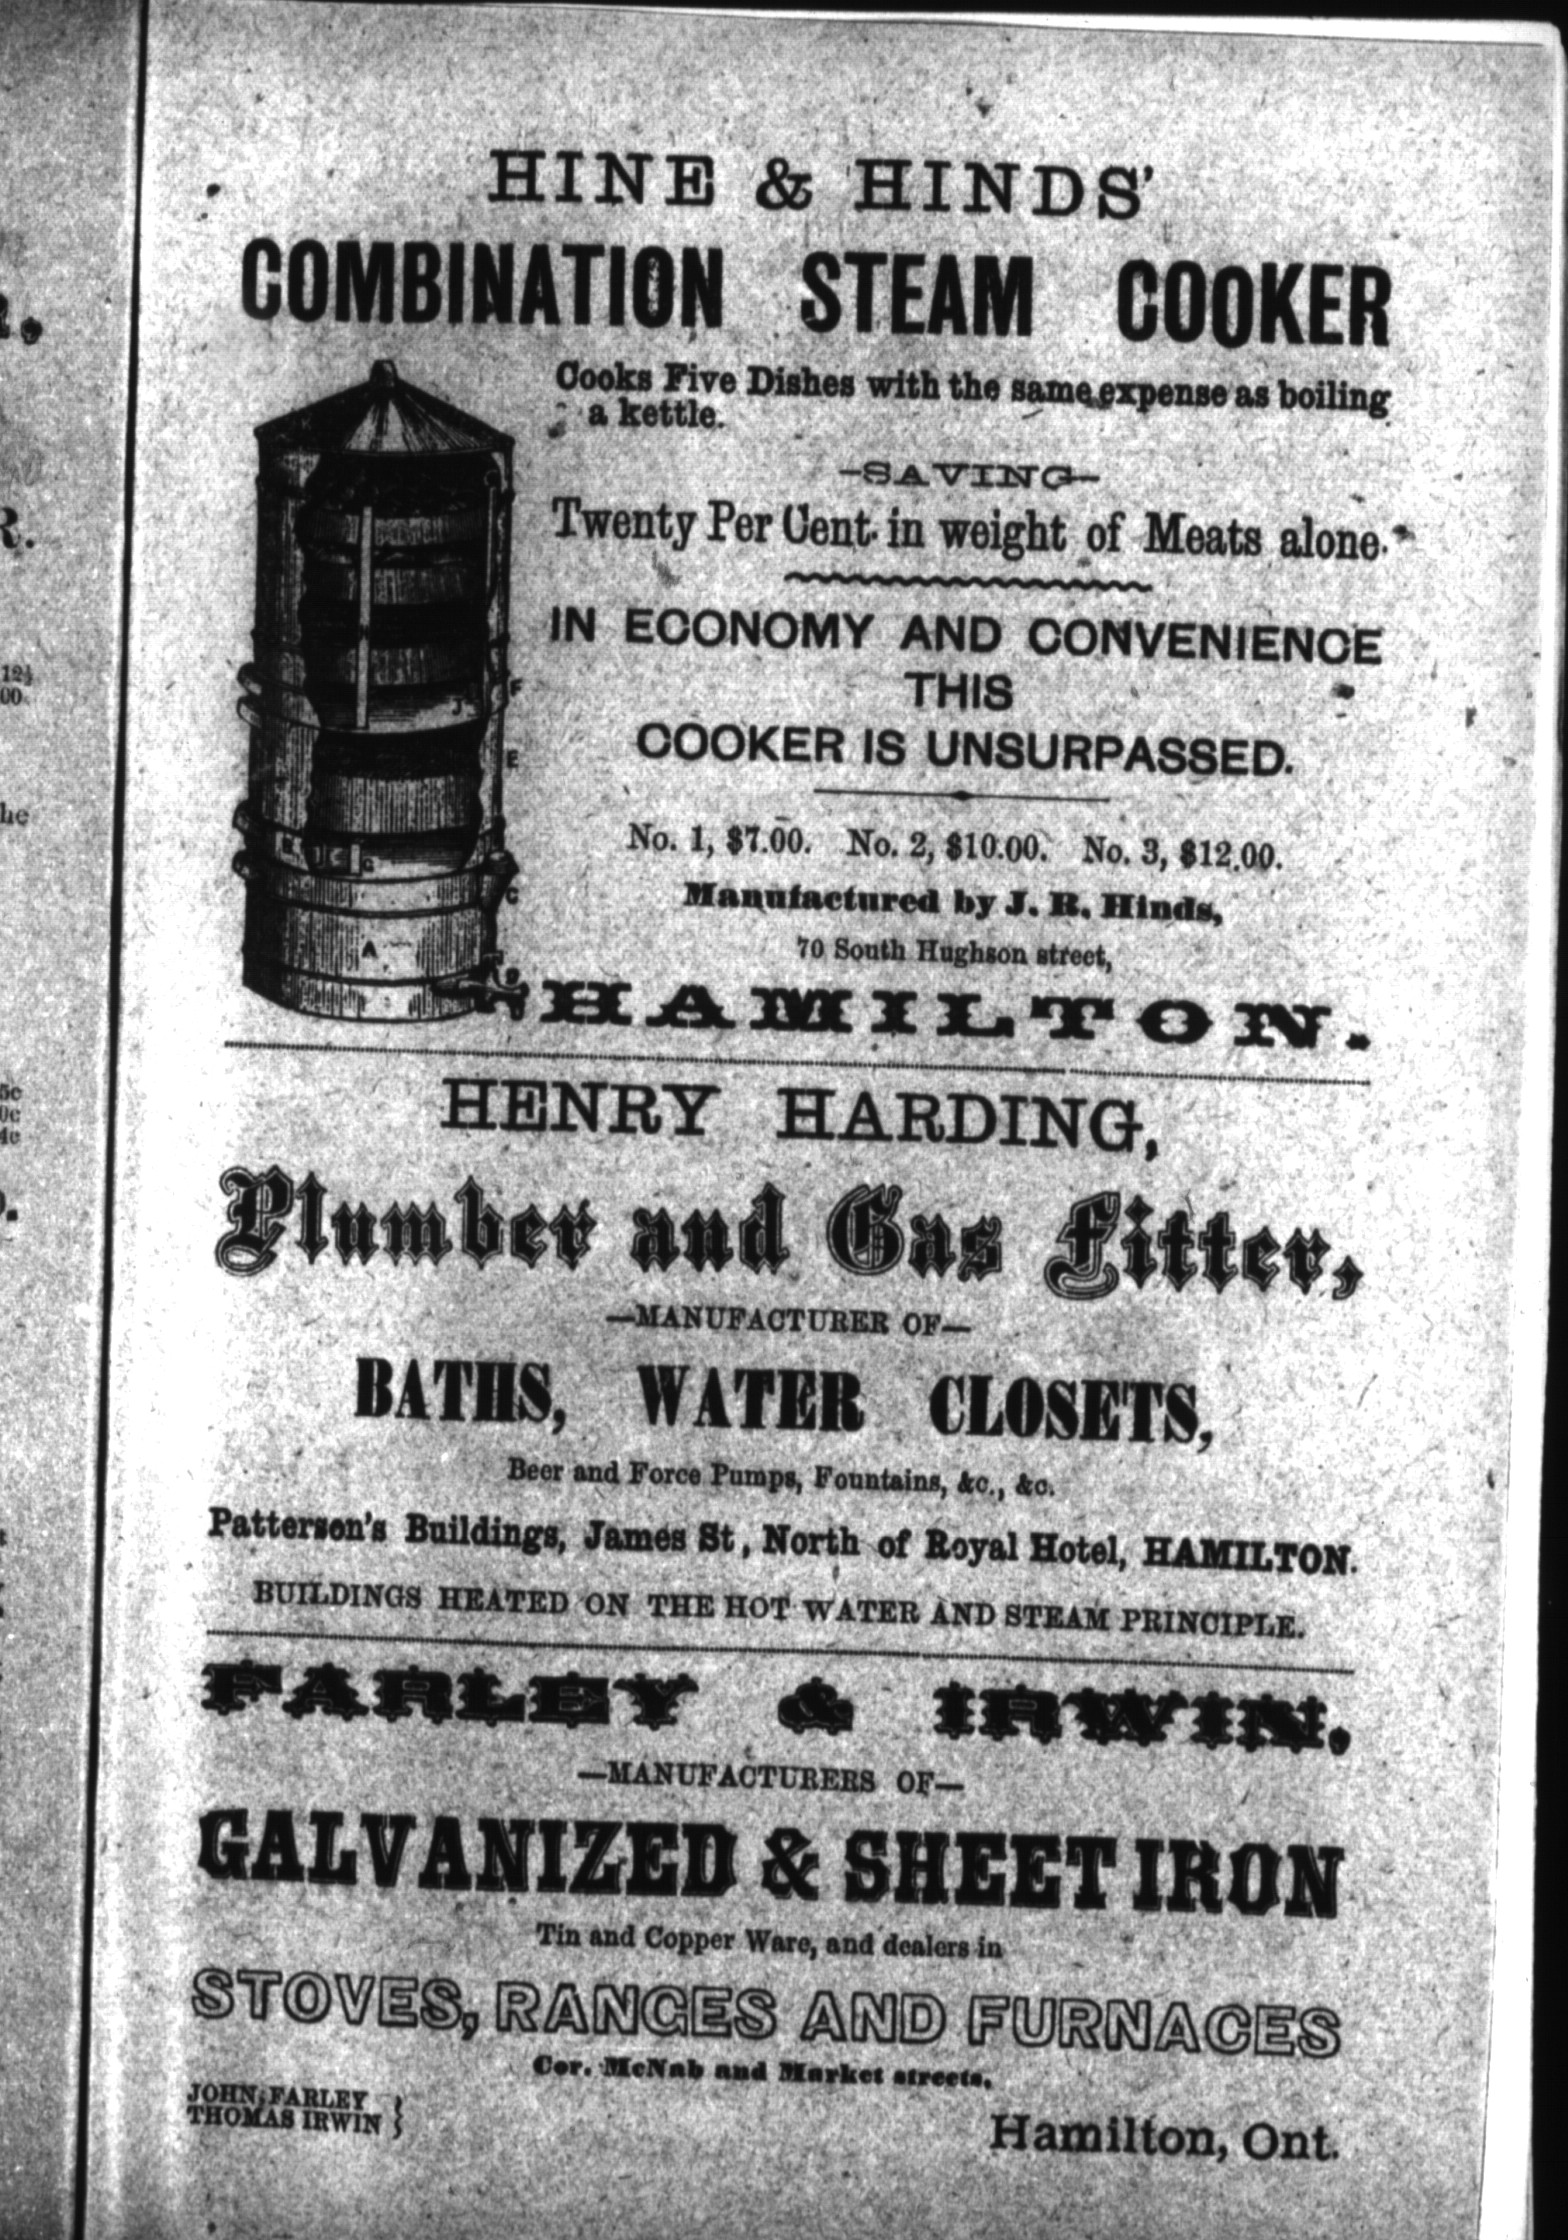 HINE & HINDS'
COMBINATION STEAM COOKER
Cooks Five Dishes with the same expense as boiling
a kettle.
-SAVING-
Twenty Per Cent. in weight of Meats alone.
IN ECONOMY AND CONVENIENCE
THIS
COOKER IS UNSURPASSED.
No. 1, $7.00. No. 2, $10.00. No. 3, $12.00.
Manufactured by J. R. Hinds,
70 South Hughson street,
HAMILTON.
F
J
E
B
G
C
A
HENRY HARDING,
Plumber and Gas Fitter,
—MANUFACTURER OF—
BATHS, WATER CLOSETS,
Beer and Force Pumps, Fountains, &c., &c.
Patterson's Buildings, James St, North of Royal Hotel, HAMILTON.
BUILDINGS HEATED ON THE HOT WATER AND STEAM PRINCIPLE.
FARLEY & IRWIN,
—MANUFACTURERS OF—
GALVANIZED & SHEET IRON
Tin and Copper Ware, and dealers in
STOVES, RANGES AND FURNACES
Cor. McNab and Market streets.
JOHN FARLEY }
THOMAS IRWIN }
Hamilton, Ont.